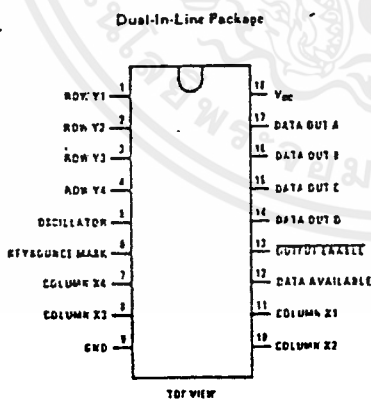 Dual-In-Line Package
ROW Y1 1
ROW Y2 2
ROW Y3 3
ROW Y4 4
OSCILLATOR 5
KEYBOUNCE MASK 6
COLUMN X4 7
COLUMN X3 8
GND 9
18 VCC
17 DATA OUT A
16 DATA OUT B
15 DATA OUT C
14 DATA OUT D
13 OUTPUT ENABLE
12 DATA AVAILABLE
11 COLUMN X1
10 COLUMN X2
TOP VIEW